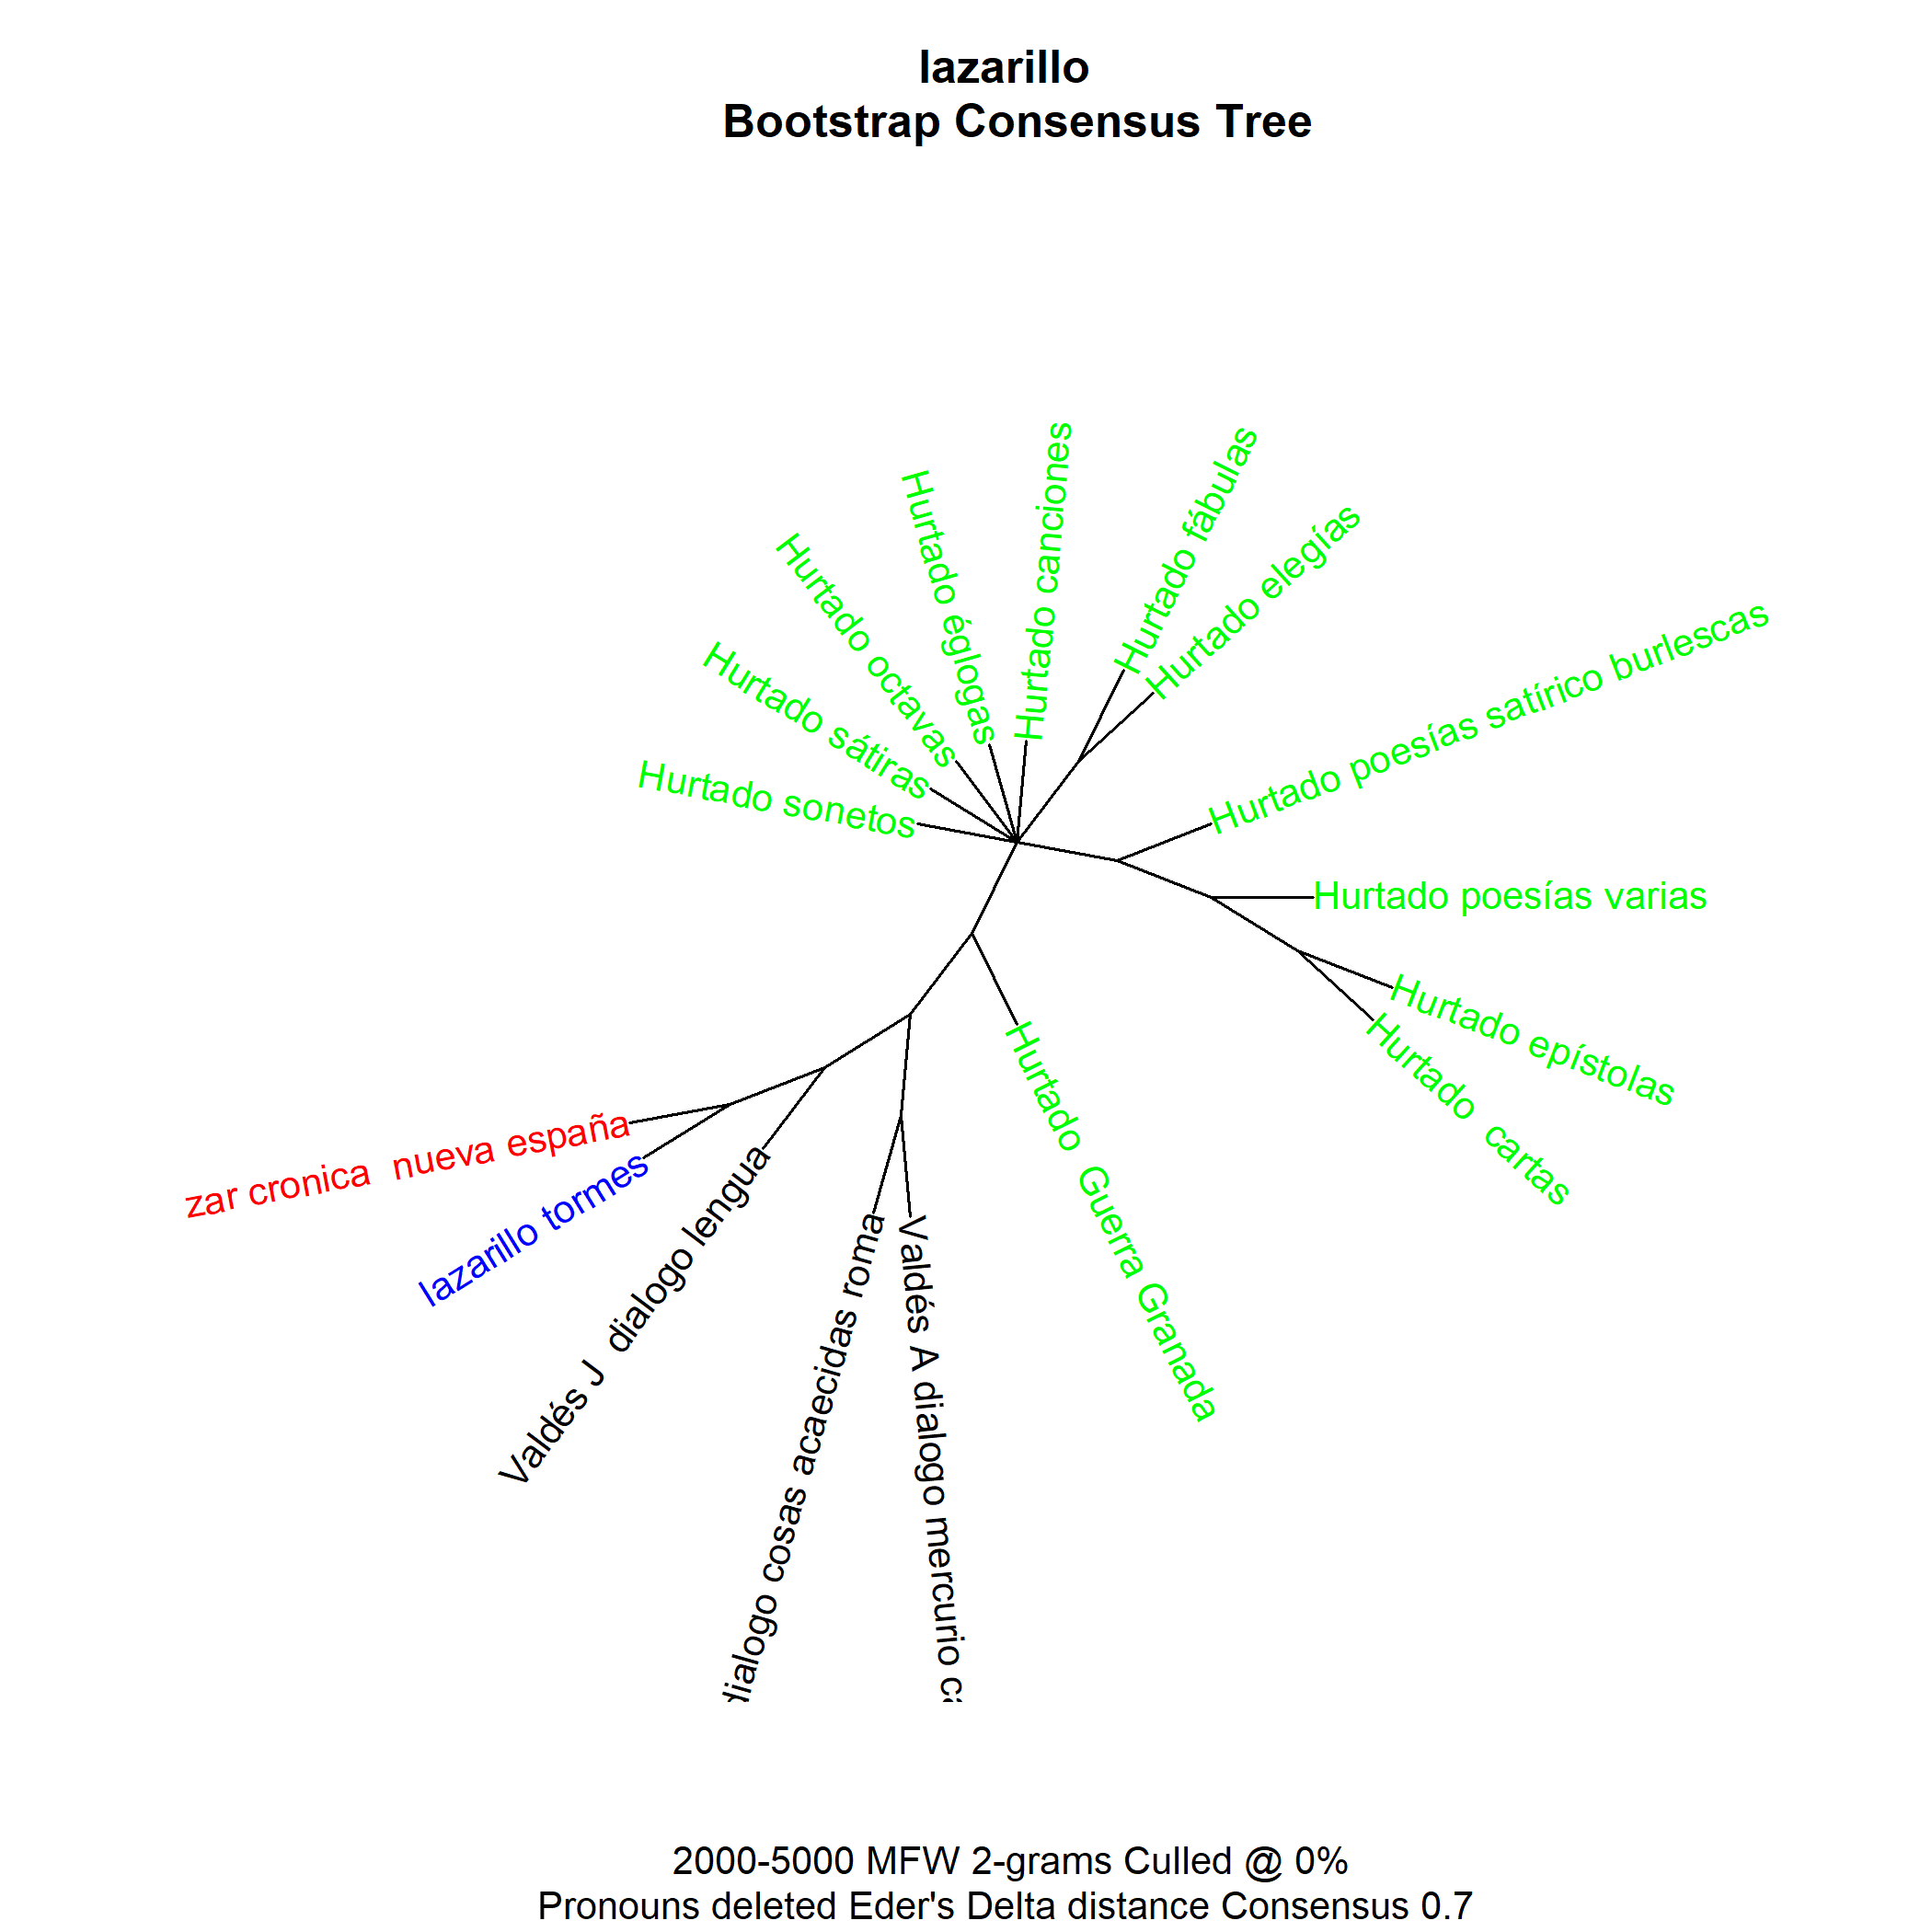 lazarillo
Bootstrap Consensus Tree
Hurtado canciones
Hurtado fábulas
Hurtado églogas
Hurtado elegías
Hurtado octavas
Hurtado poesías satírico burlescas
Hurtado sátiras
Hurtado sonetos
Hurtado poesías varias
Hurtado epístolas
Hurtado cartas
Hurtado Guerra Granada
zar cronica nueva españa
lazarillo tormes
Valdés J dialogo lengua
dialogo cosas acaecidas roma
Valdés A dialogo mercurio ca
2000-5000 MFW 2-grams Culled @ 0%
Pronouns deleted Eder's Delta distance Consensus 0.7